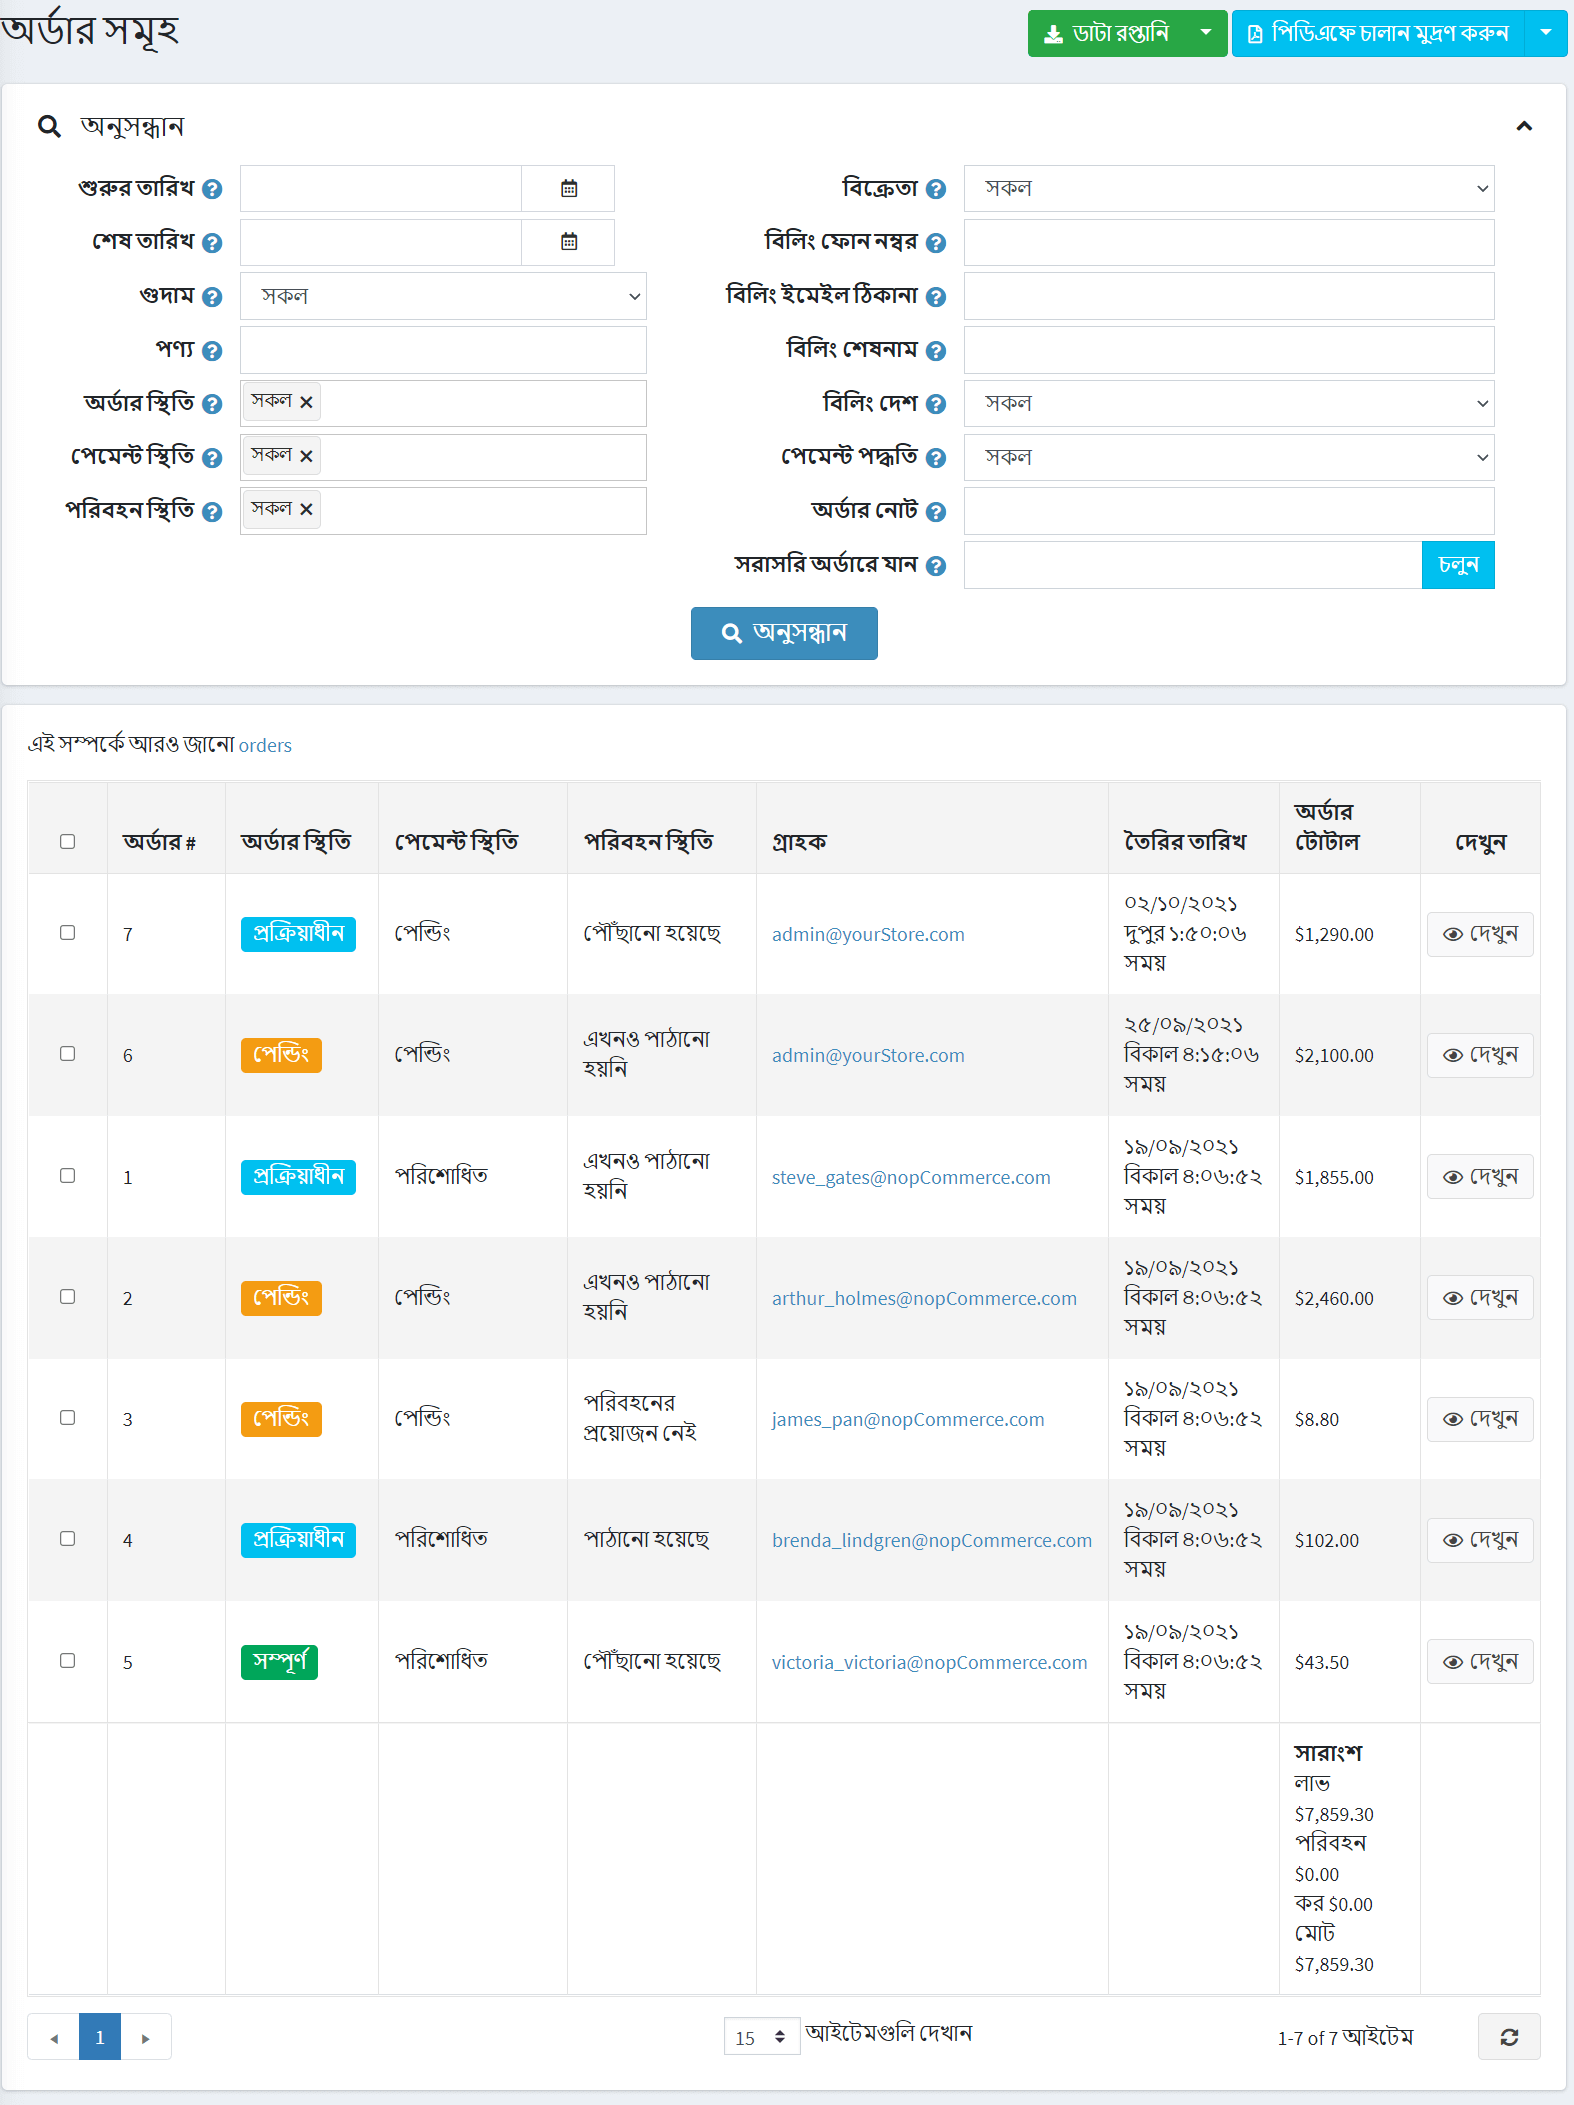 অর্ডার সমূহ
ডাটা রপ্তানি
পিডিএফে চালান মুদ্রণ করুন
অনুসন্ধান
শুরুর তারিখ
বিক্রেতা সকল
শেষ তারিখ
বিলিং ফোন নম্বর
গুদাম সকল
বিলিং ইমেইল ঠিকানা
পণ্য
বিলিং শেষনাম
অর্ডার স্থিতি সকল ×
বিলিং দেশ সকল
পেমেন্ট স্থিতি সকল ×
পেমেন্ট পদ্ধতি সকল
পরিবহন স্থিতি সকল ×
অর্ডার নোট
সরাসরি অর্ডারে যান চলুন
অনুসন্ধান
এই সম্পর্কে আরও জানো orders
অর্ডার # অর্ডার স্থিতি পেমেন্ট স্থিতি পরিবহন স্থিতি গ্রাহক তৈরির তারিখ অর্ডার টোটাল দেখুন
7 প্রক্রিয়াধীন পেন্ডিং পৌঁছানো হয়েছে admin@yourStore.com ০২/১০/২০২১ দুপুর ১:৫০:০৬ সময় $1,290.00 দেখুন
6 পেন্ডিং পেন্ডিং এখনও পাঠানো হয়নি admin@yourStore.com ২৫/০৯/২০২১ বিকাল ৪:১৫:০৬ সময় $2,100.00 দেখুন
1 প্রক্রিয়াধীন পরিশোধিত এখনও পাঠানো হয়নি steve_gates@nopCommerce.com ১৯/০৯/২০২১ বিকাল ৪:০৬:৫২ সময় $1,855.00 দেখুন
2 পেন্ডিং পেন্ডিং এখনও পাঠানো হয়নি arthur_holmes@nopCommerce.com ১৯/০৯/২০২১ বিকাল ৪:০৬:৫২ সময় $2,460.00 দেখুন
3 পেন্ডিং পেন্ডিং পরিবহনের প্রয়োজন নেই james_pan@nopCommerce.com ১৯/০৯/২০২১ বিকাল ৪:০৬:৫২ সময় $8.80 দেখুন
4 প্রক্রিয়াধীন পরিশোধিত পাঠানো হয়েছে brenda_lindgren@nopCommerce.com ১৯/০৯/২০২১ বিকাল ৪:০৬:৫২ সময় $102.00 দেখুন
5 সম্পূর্ণ পরিশোধিত পৌঁছানো হয়েছে victoria_victoria@nopCommerce.com ১৯/০৯/২০২১ বিকাল ৪:০৬:৫২ সময় $43.50 দেখুন
সারাংশ
লাভ
$7,859.30
পরিবহন
$0.00
কর $0.00
মোট
$7,859.30
1
15 আইটেমগুলি দেখান
1-7 of 7 আইটেম